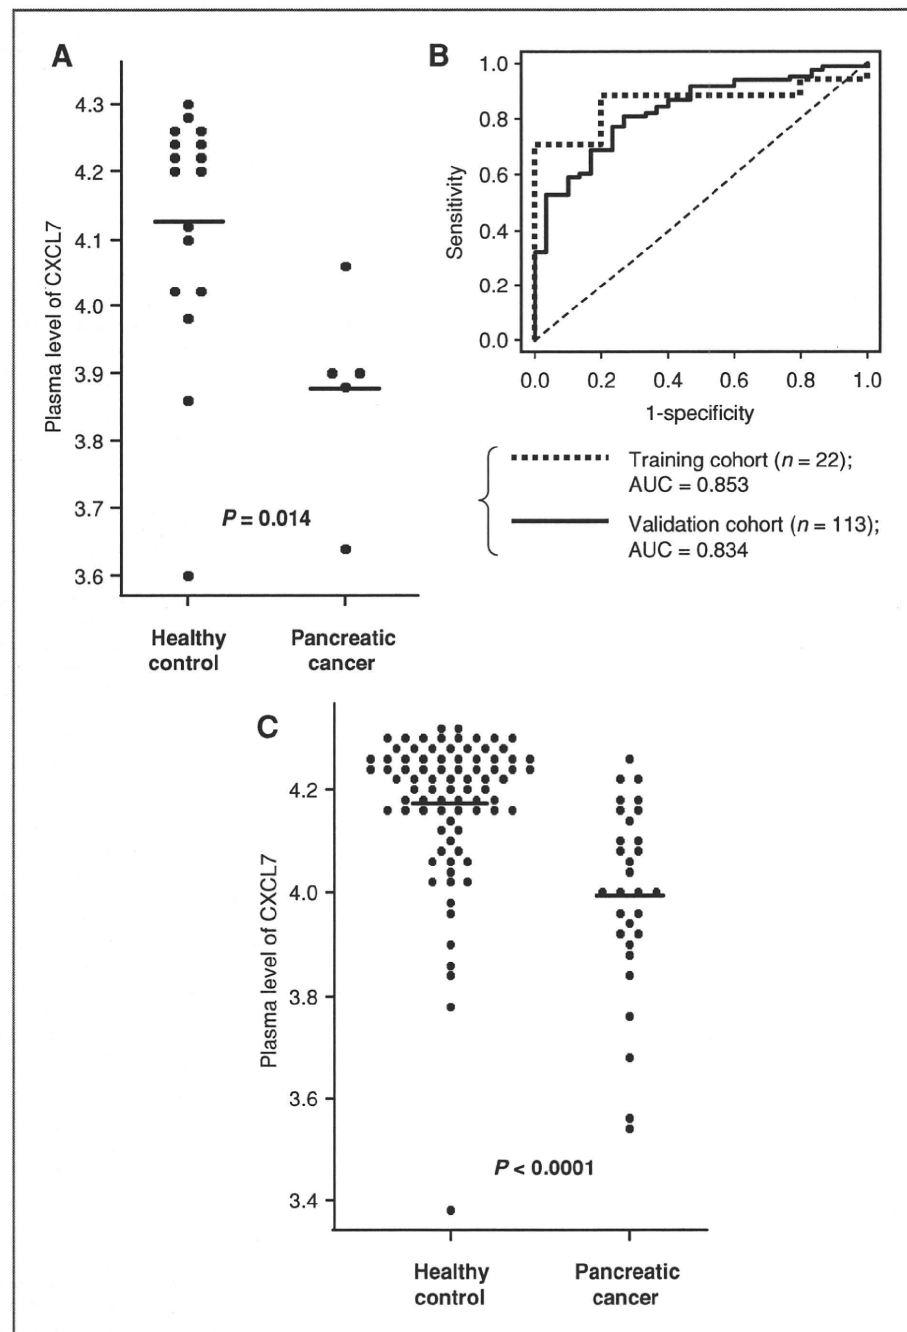 A
Plasma level of CXCL7
4.3
4.2
4.1
4.0
3.9
3.8
3.7
3.6
P = 0.014
Healthy
control
Pancreatic
cancer
B
Sensitivity
1.0
0.8
0.6
0.4
0.2
0.0
0.0 0.2 0.4 0.6 0.8 1.0
1-specificity
Training cohort (n = 22);
AUC = 0.853
Validation cohort (n = 113);
AUC = 0.834
C
Plasma level of CXCL7
4.2
4.0
3.8
3.6
3.4
P < 0.0001
Healthy
control
Pancreatic
cancer